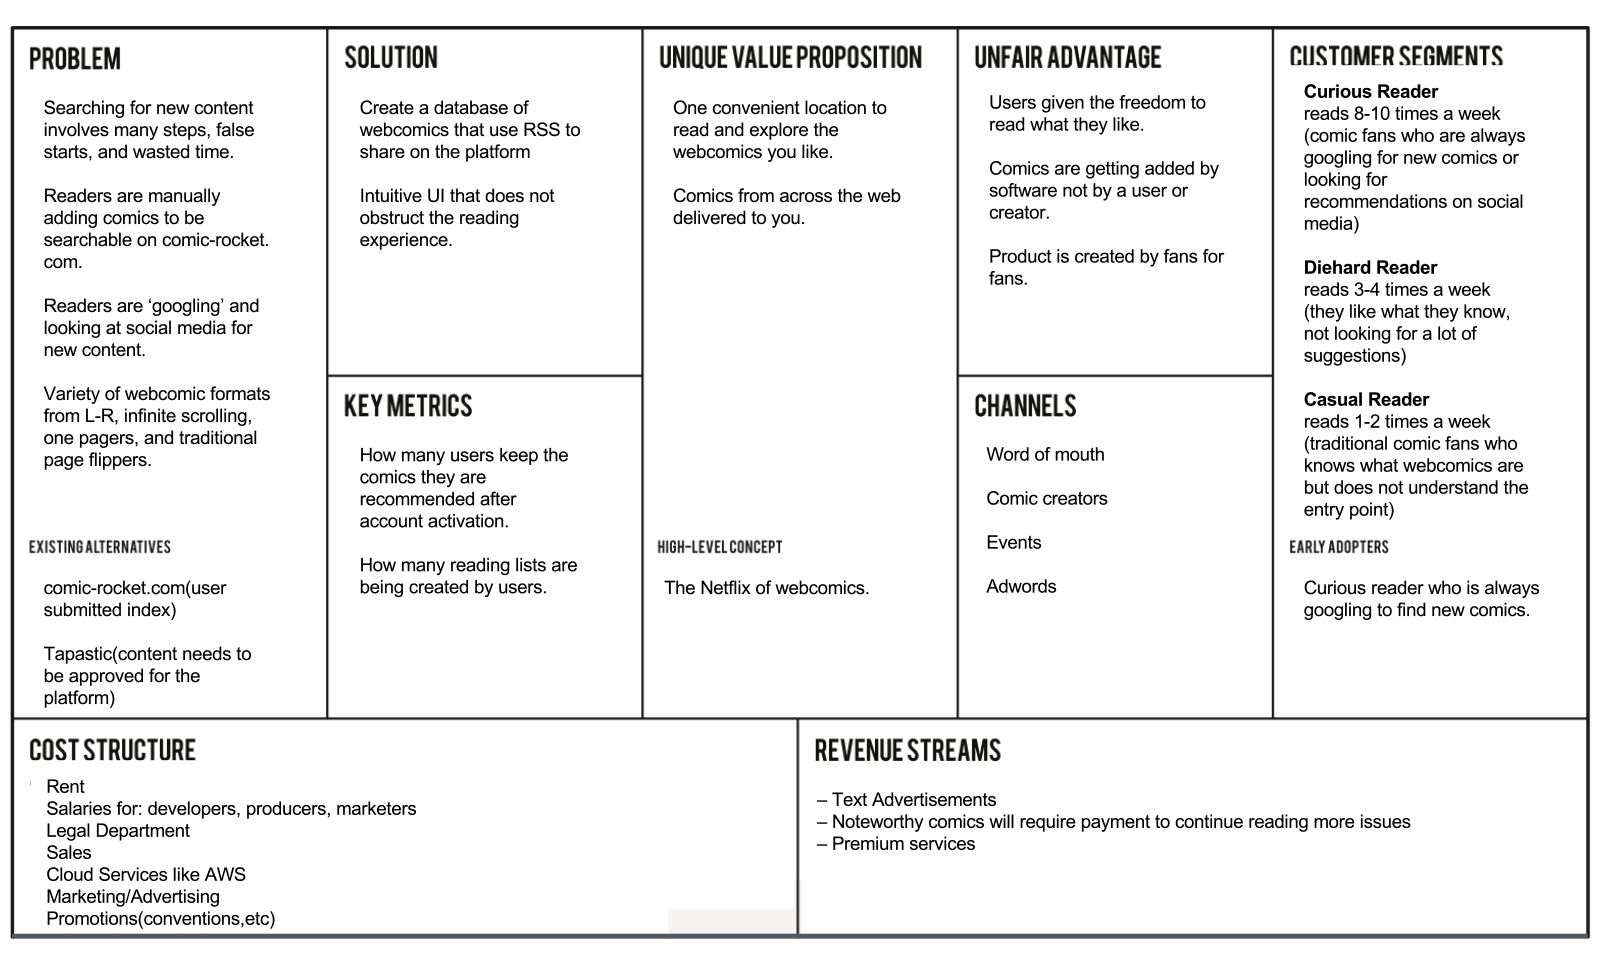 PROBLEM
Searching for new content
involves many steps, false
starts, and wasted time.
Readers are manually
adding comics to be
searchable on comic-rocket.
com.
Readers are ‘googling’ and
looking at social media for
new content.
Variety of webcomic formats
from L-R, infinite scrolling,
one pagers, and traditional
page flippers.
EXISTING ALTERNATIVES
comic-rocket.com(user
submitted index)
Tapastic(content needs to
be approved for the
platform)
SOLUTION
Create a database of
webcomics that use RSS to
share on the platform
Intuitive UI that does not
obstruct the reading
experience.
KEY METRICS
How many users keep the
comics they are
recommended after
account activation.
How many reading lists are
being created by users.
UNIQUE VALUE PROPOSITION
One convenient location to
read and explore the
webcomics you like.
Comics from across the web
delivered to you.
HIGH-LEVEL CONCEPT
The Netflix of webcomics.
UNFAIR ADVANTAGE
Users given the freedom to
read what they like.
Comics are getting added by
software not by a user or
creator.
Product is created by fans for
fans.
CHANNELS
Word of mouth
Comic creators
Events
Adwords
CUSTOMER SEGMENTS
Curious Reader
reads 8-10 times a week
(comic fans who are always
googling for new comics or
looking for
recommendations on social
media)
Diehard Reader
reads 3-4 times a week
(they like what they know,
not looking for a lot of
suggestions)
Casual Reader
reads 1-2 times a week
(traditional comic fans who
knows what webcomics are
but does not understand the
entry point)
EARLY ADOPTERS
Curious reader who is always
googling to find new comics.
COST STRUCTURE
Rent
Salaries for: developers, producers, marketers
Legal Department
Sales
Cloud Services like AWS
Marketing/Advertising
Promotions(conventions,etc)
REVENUE STREAMS
– Text Advertisements
– Noteworthy comics will require payment to continue reading more issues
– Premium services